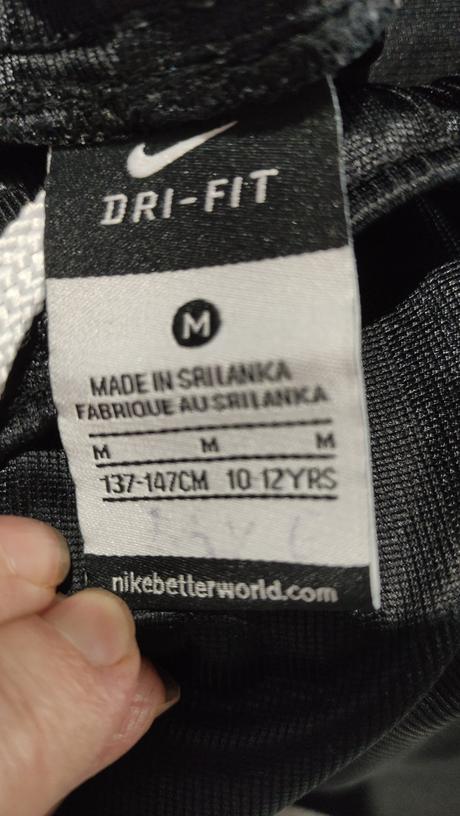 DRI-FIT
M
MADE IN SRI LANKA
FABRIQUE AU SRI LANKA
M M M
137-147CM 10-12YRS
nikebetterworld.com